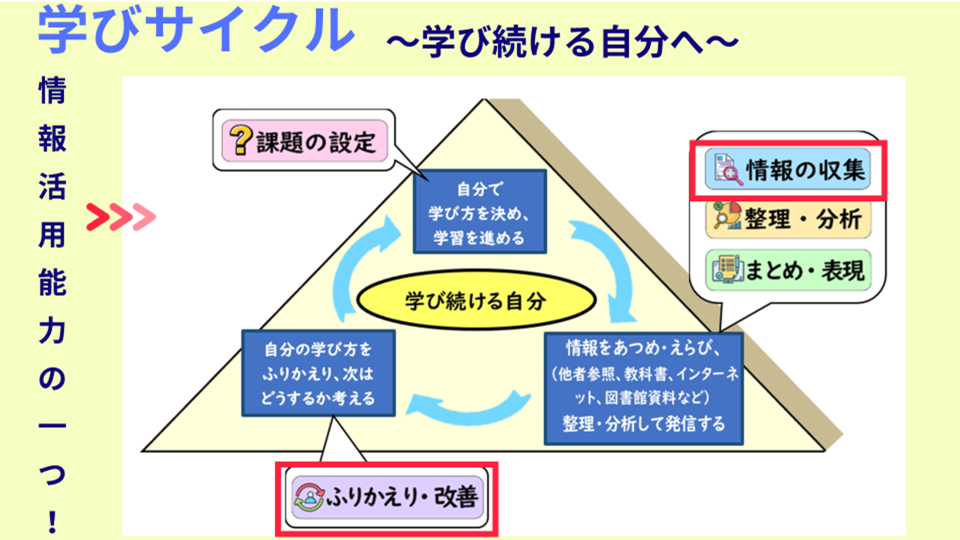 学びサイクル
〜学び続ける自分へ〜
情報活用能力の一つ！
課題の設定
自分で
学び方を決め、
学習を進める
情報の収集
整理・分析
まとめ・表現
学び続ける自分
自分の学び方を
ふりかえり、次は
どうするか考える
情報をあつめ・えらび、
（他者参照、教科書、インターネ
ット、図書館資料など）
整理・分析して発信する
ふりかえり・改善